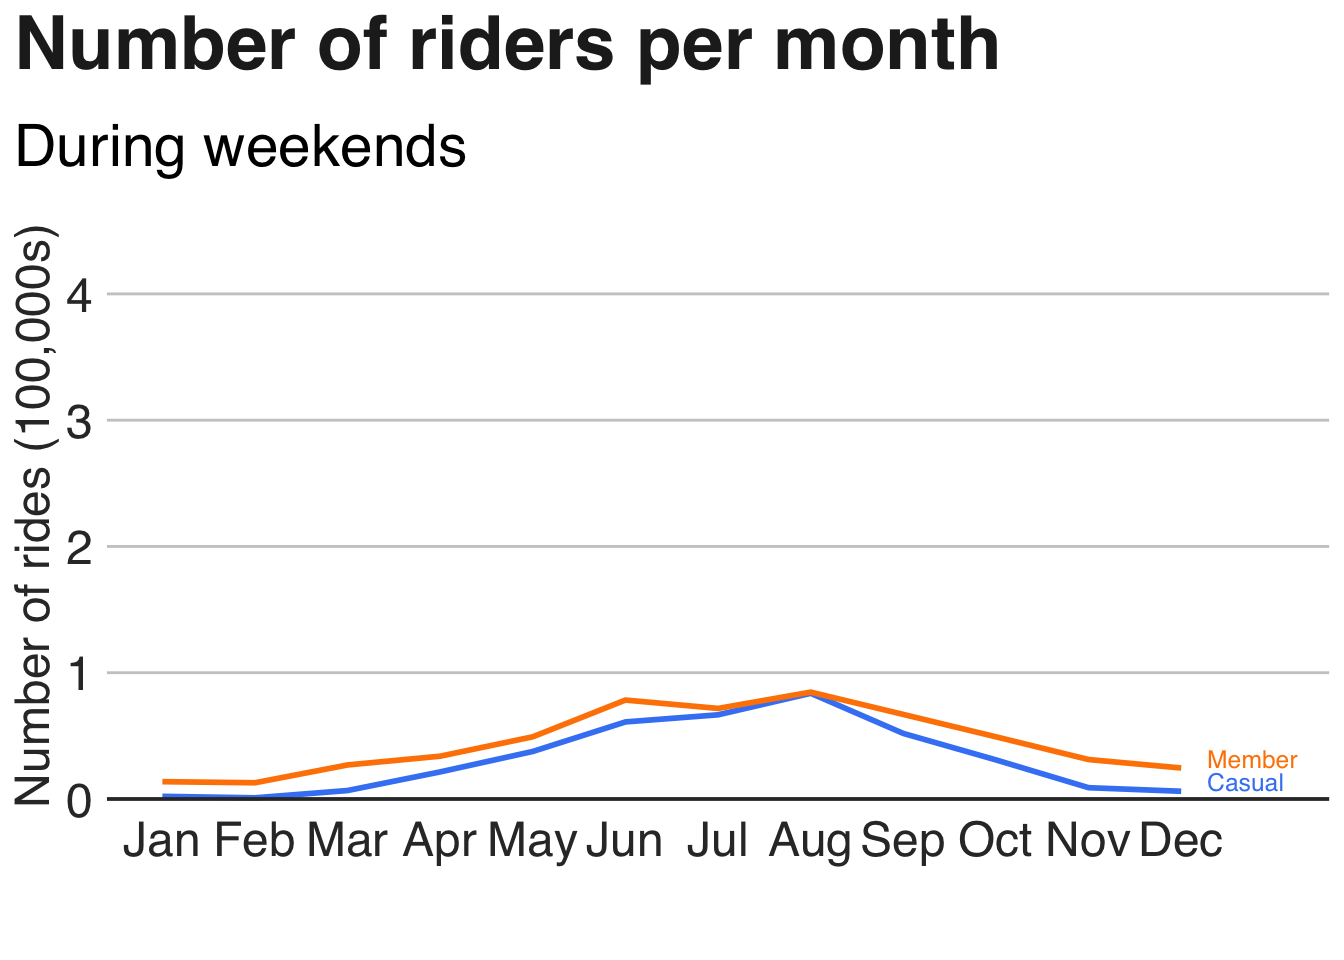 Number of riders per month
During weekends
Number of rides (100,000s)
4
3
2
1
0
Member
Casual
Jan Feb Mar Apr May Jun Jul Aug Sep Oct Nov Dec